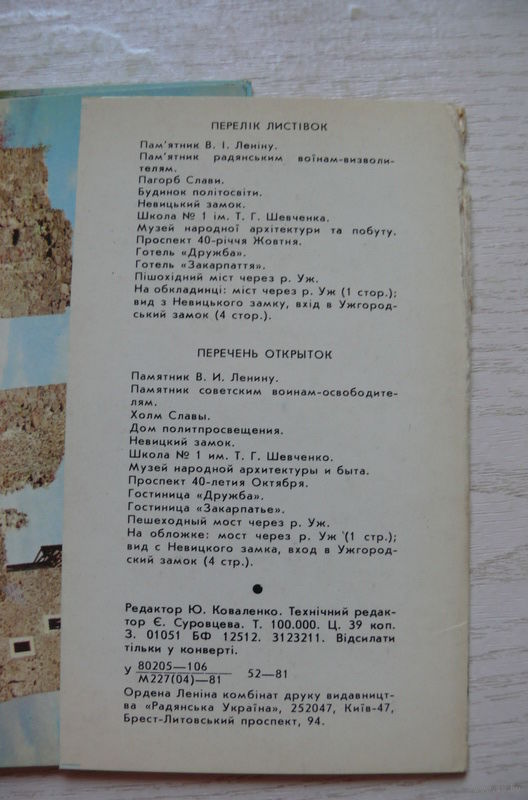 ПЕРЕЛІК ЛИСТІВОК
Пам'ятник В. І. Леніну.
Пам'ятник радянським воїнам-визволи-
телям.
Пагорб Слави.
Будинок політосвіти.
Невицький замок.
Школа № 1 ім. Т. Г. Шевченка.
Музей народної архітектури та побуту.
Проспект 40-річчя Жовтня.
Готель «Дружба».
Готель «Закарпаття».
Пішохідний міст через р. Уж.
На обкладинці: міст через р. Уж (1 стор.);
вид з Невицького замку, вхід в Ужгород-
ський замок (4 стор.).
ПЕРЕЧЕНЬ ОТКРЫТОК
Памятник В. И. Ленину.
Памятник советским воинам-освободите-
лям.
Холм Славы.
Дом политпросвещения.
Невицкий замок.
Школа № 1 им. Т. Г. Шевченко.
Музей народной архитектуры и быта.
Проспект 40-летия Октября.
Гостиница «Дружба».
Гостиница «Закарпатье».
Пешеходный мост через р. Уж.
На обложке: мост через р. Уж (1 стр.);
вид с Невицкого замка, вход в Ужгород-
ский замок (4 стр.).
Редактор Ю. Коваленко. Технічний редак-
тор Є. Суровцева. Т. 100.000. Ц. 39 коп.
З. 01051 БФ 12512. 3123211. Відсилати
тільки у конверті.
У 80205—106 / М227(04)—81 52—81
Ордена Леніна комбінат друку видавницт-
ва «Радянська Україна», 252047, Київ-47,
Брест-Литовський проспект, 94.